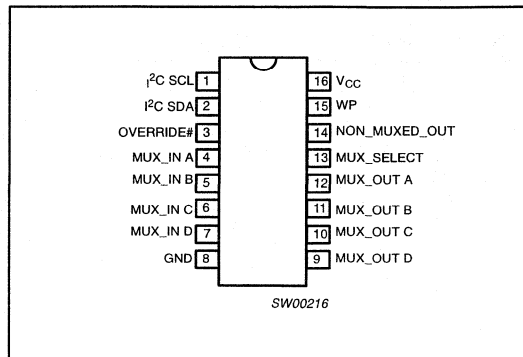 I²C SCL 1 16 VCC
I²C SDA 2 15 WP
OVERRIDE# 3 14 NON_MUXED_OUT
MUX_IN A 4 13 MUX_SELECT
MUX_IN B 5 12 MUX_OUT A
MUX_IN C 6 11 MUX_OUT B
MUX_IN D 7 10 MUX_OUT C
GND 8 9 MUX_OUT D
SW00216